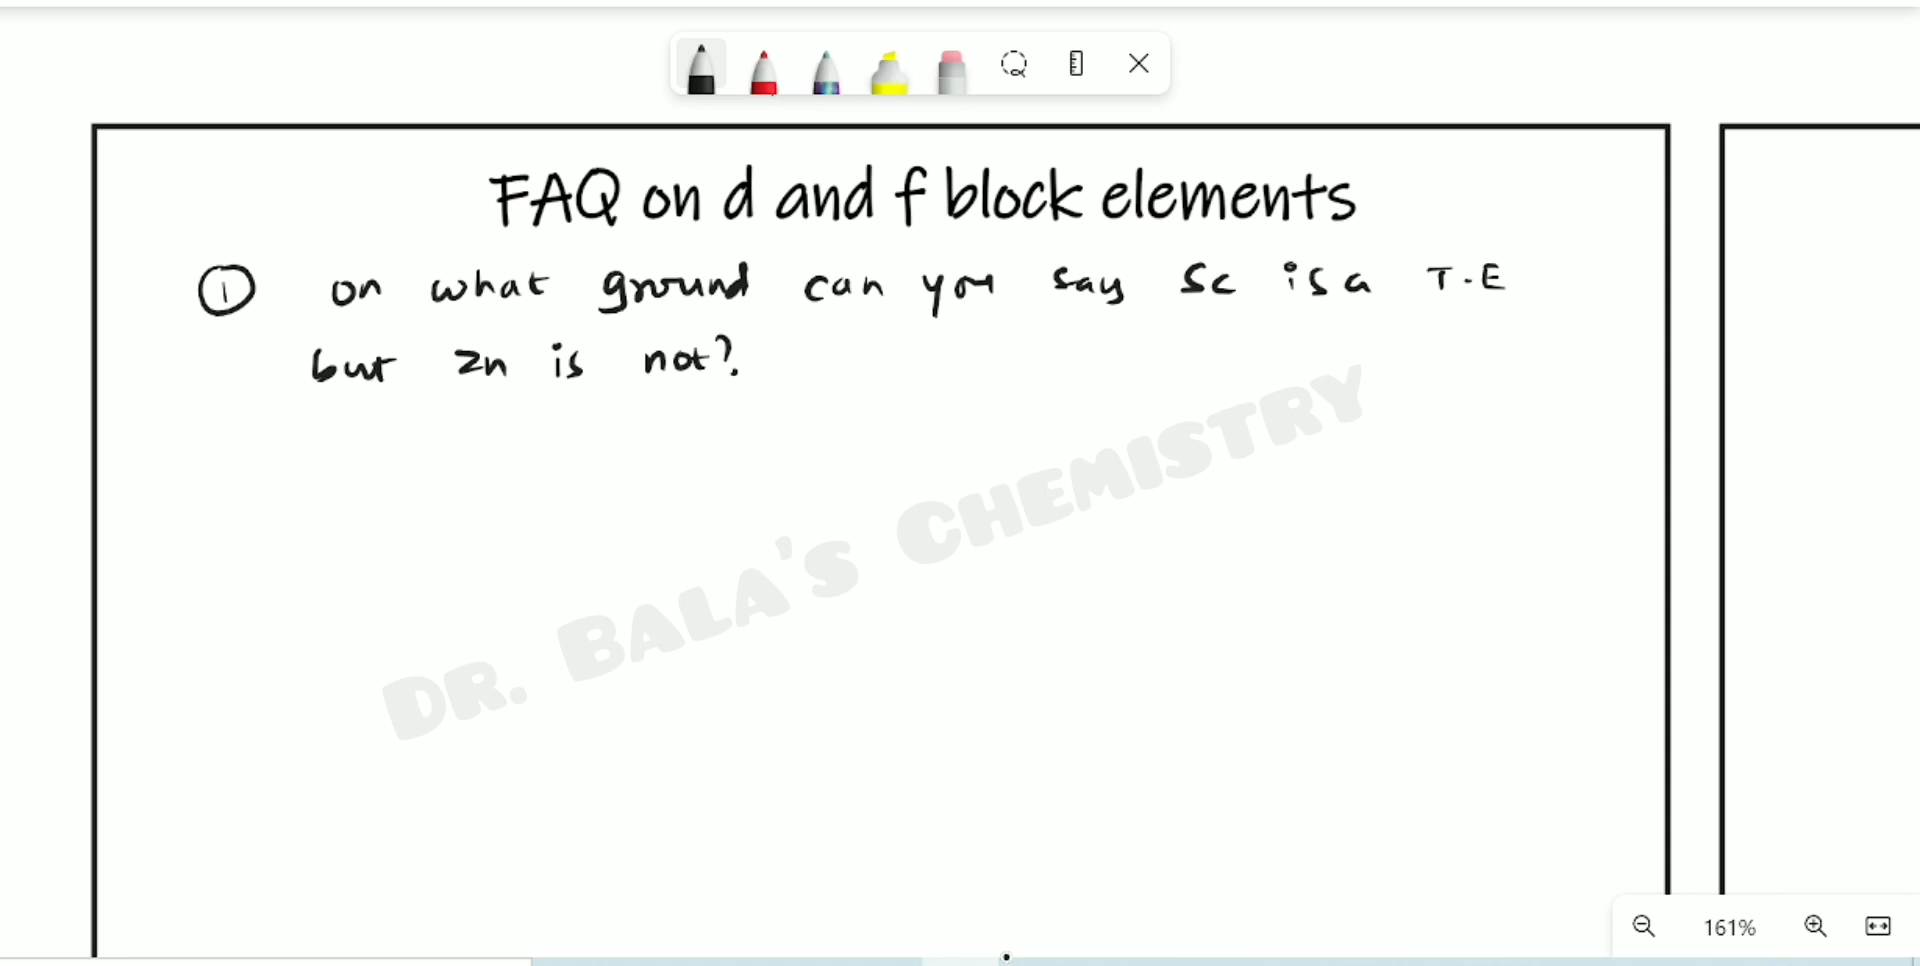 FAQ on d and f block elements
① on what ground can you say Sc is a T.E
but Zn is not?
DR. BALA'S CHEMISTRY
161%